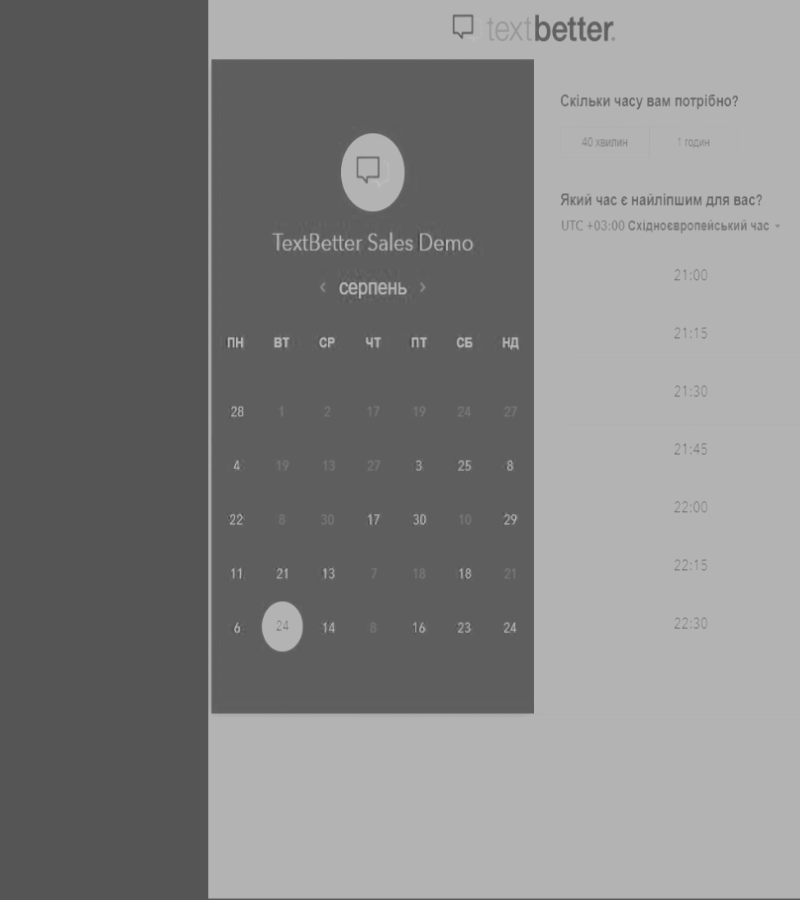 textbetter.
TextBetter Sales Demo
‹ серпень ›
ПН ВТ СР ЧТ ПТ СБ НД
28 1 2 17 19 24 27
4 19 13 27 3 25 8
22 8 30 17 30 10 29
11 21 13 7 18 18 21
6 24 14 8 16 23 24
Скільки часу вам потрібно?
40 хвилин 1 годин
Який час є найліпшим для вас?
UTC +03:00 Східноєвропейський час
21:00
21:15
21:30
21:45
22:00
22:15
22:30